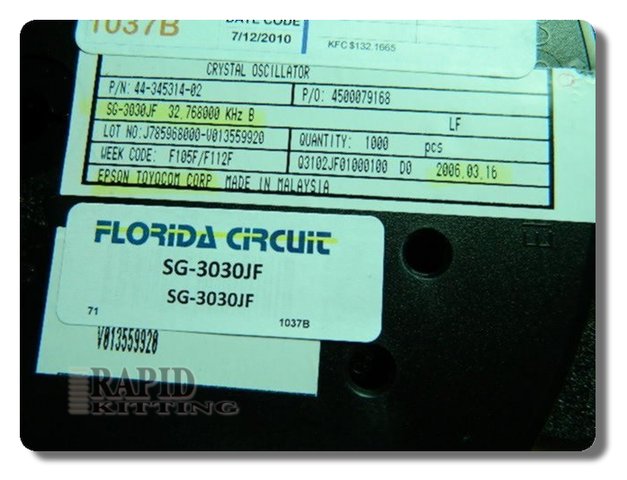 1037B
DATE CODE
7/12/2010
KFC $132.1665
CRYSTAL OSCILLATOR
P/N: 44-345314-02
P/O: 4500079168
SG-3030JF 32.768000 KHz B
LF
LOT NO:J785968000-V013559920
QUANTITY: 1000 pcs
WEEK CODE: F105F/F112F
Q3102JF01000100 D0 2006.03.16
EPSON TOYOCOM CORP. MADE IN MALAYSIA
FLORIDA CIRCUIT
SG-3030JF
SG-3030JF
71
1037B
V013559920
RAPID
KITTING